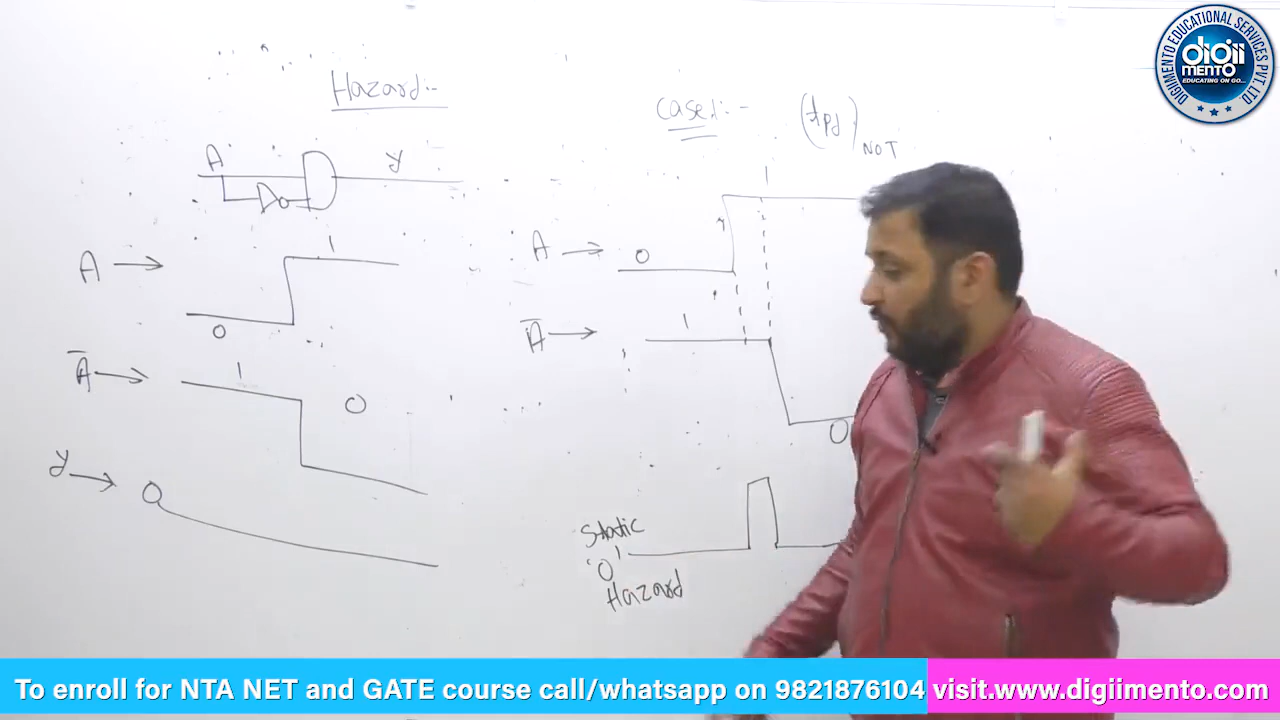 Hazard:-
A
y
A → 0 1
Ā → 1 0
y → 0
Case 1:-
(tpd) NOT
A → 0 1
Ā → 1 0
Static
'0'
Hazard
DIGIIMENTO EDUCATIONAL SERVICES PVT. LTD
digii
MENTO
EDUCATING ON GO...
To enroll for NTA NET and GATE course call/whatsapp on 9821876104 visit.www.digiimento.com